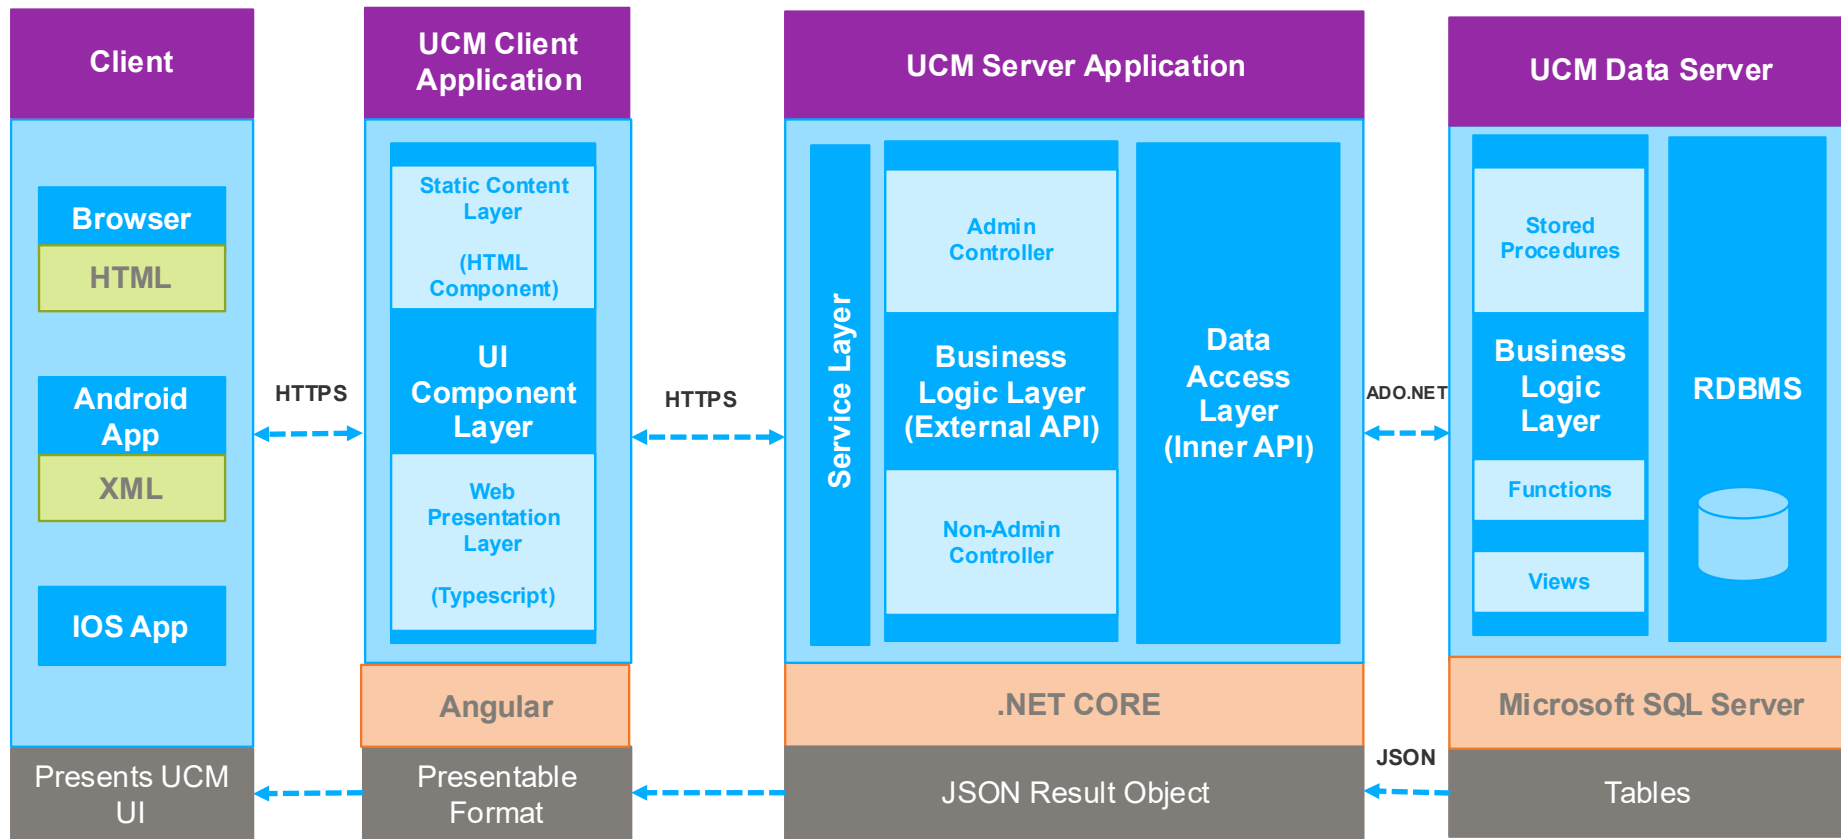 Client
Browser
HTML
Android
App
XML
IOS App
Presents UCM
UI
HTTPS
UCM Client
Application
Static Content
Layer
(HTML
Component)
UI
Component
Layer
Web
Presentation
Layer
(Typescript)
Angular
Presentable
Format
HTTPS
UCM Server Application
Service Layer
Admin
Controller
Business
Logic Layer
(External API)
Non-Admin
Controller
Data
Access
Layer
(Inner API)
.NET CORE
JSON Result Object
ADO.NET
JSON
UCM Data Server
Stored
Procedures
Business
Logic
Layer
Functions
Views
RDBMS
Microsoft SQL Server
Tables